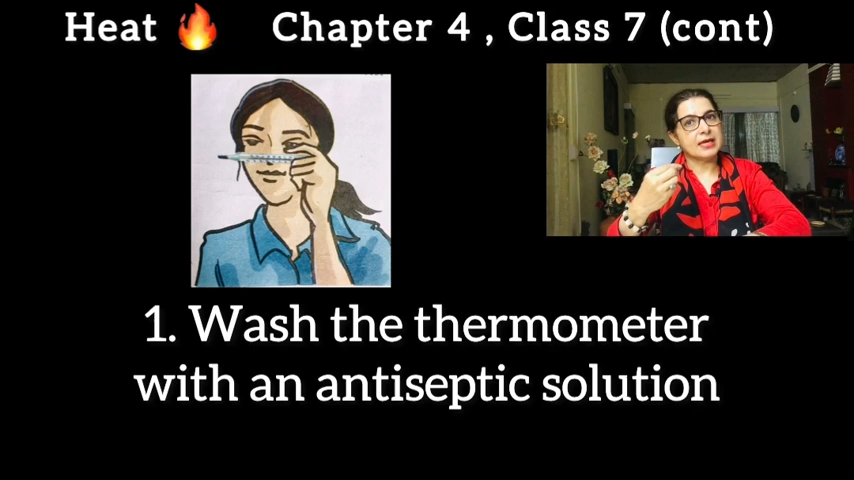 Heat 🔥 Chapter 4 , Class 7 (cont)
1. Wash the thermometer
with an antiseptic solution